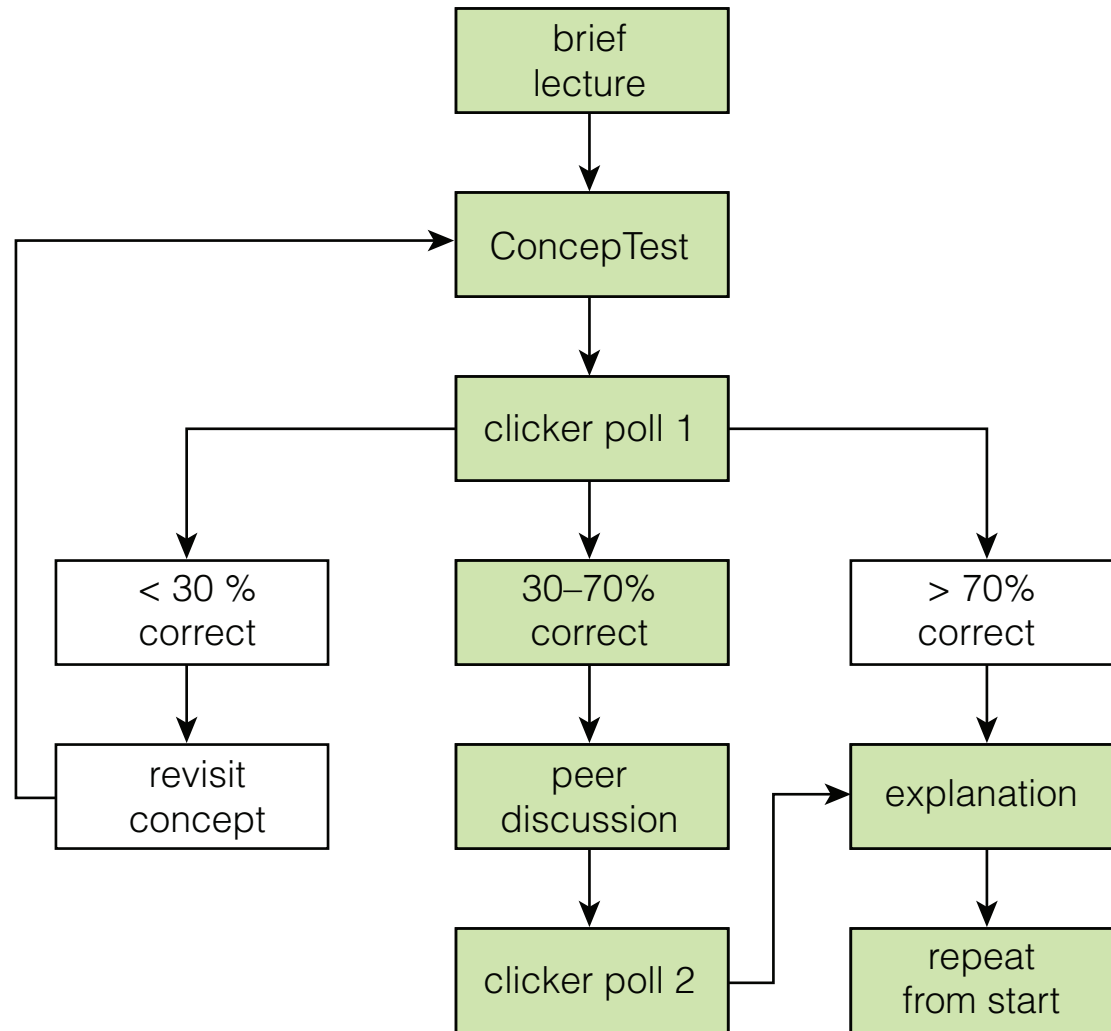 brief
lecture
ConcepTest
clicker poll 1
< 30 %
correct
30–70%
correct
> 70%
correct
revisit
concept
peer
discussion
explanation
clicker poll 2
repeat
from start